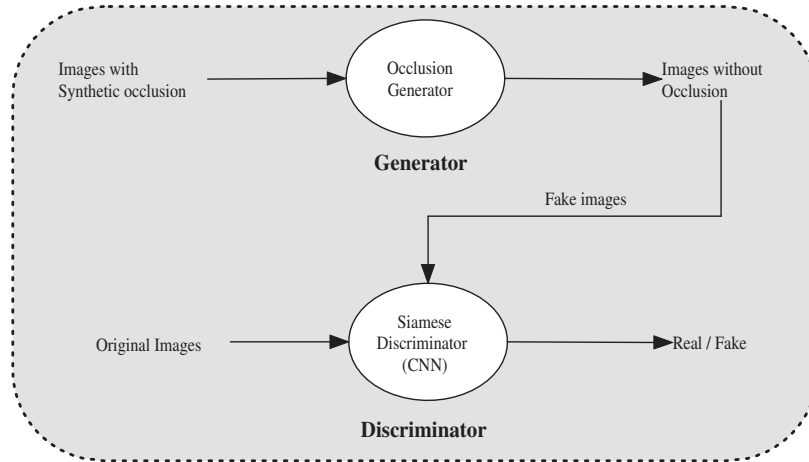 Images with
Synthetic occlusion
Occlusion
Generator
Images without
Occlusion
Generator
Fake images
Original Images
Siamese
Discriminator
(CNN)
Real / Fake
Discriminator